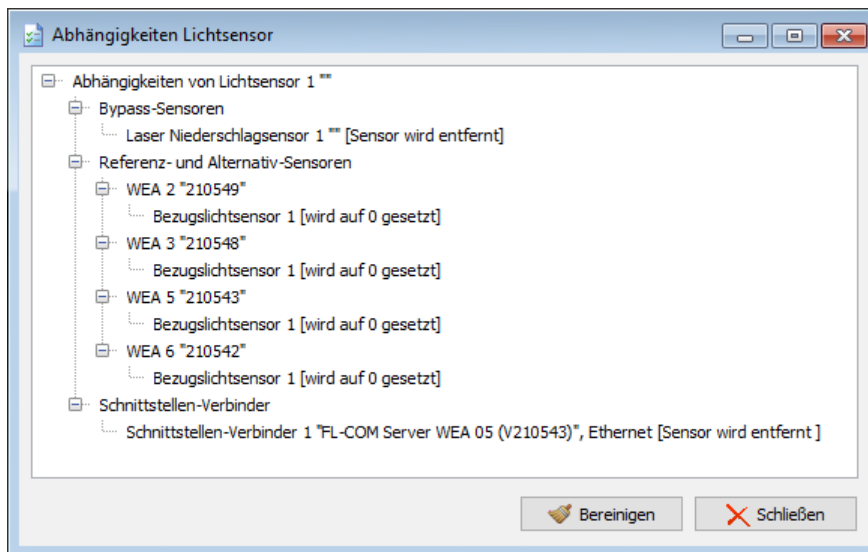 Abhängigkeiten Lichtsensor
Abhängigkeiten von Lichtsensor 1 ""
Bypass-Sensoren
Laser Niederschlagsensor 1 "" [Sensor wird entfernt]
Referenz- und Alternativ-Sensoren
WEA 2 "210549"
Bezugslichtsensor 1 [wird auf 0 gesetzt]
WEA 3 "210548"
Bezugslichtsensor 1 [wird auf 0 gesetzt]
WEA 5 "210543"
Bezugslichtsensor 1 [wird auf 0 gesetzt]
WEA 6 "210542"
Bezugslichtsensor 1 [wird auf 0 gesetzt]
Schnittstellen-Verbinder
Schnittstellen-Verbinder 1 "FL-COM Server WEA 05 (V210543)", Ethernet [Sensor wird entfernt ]
Bereinigen
Schließen